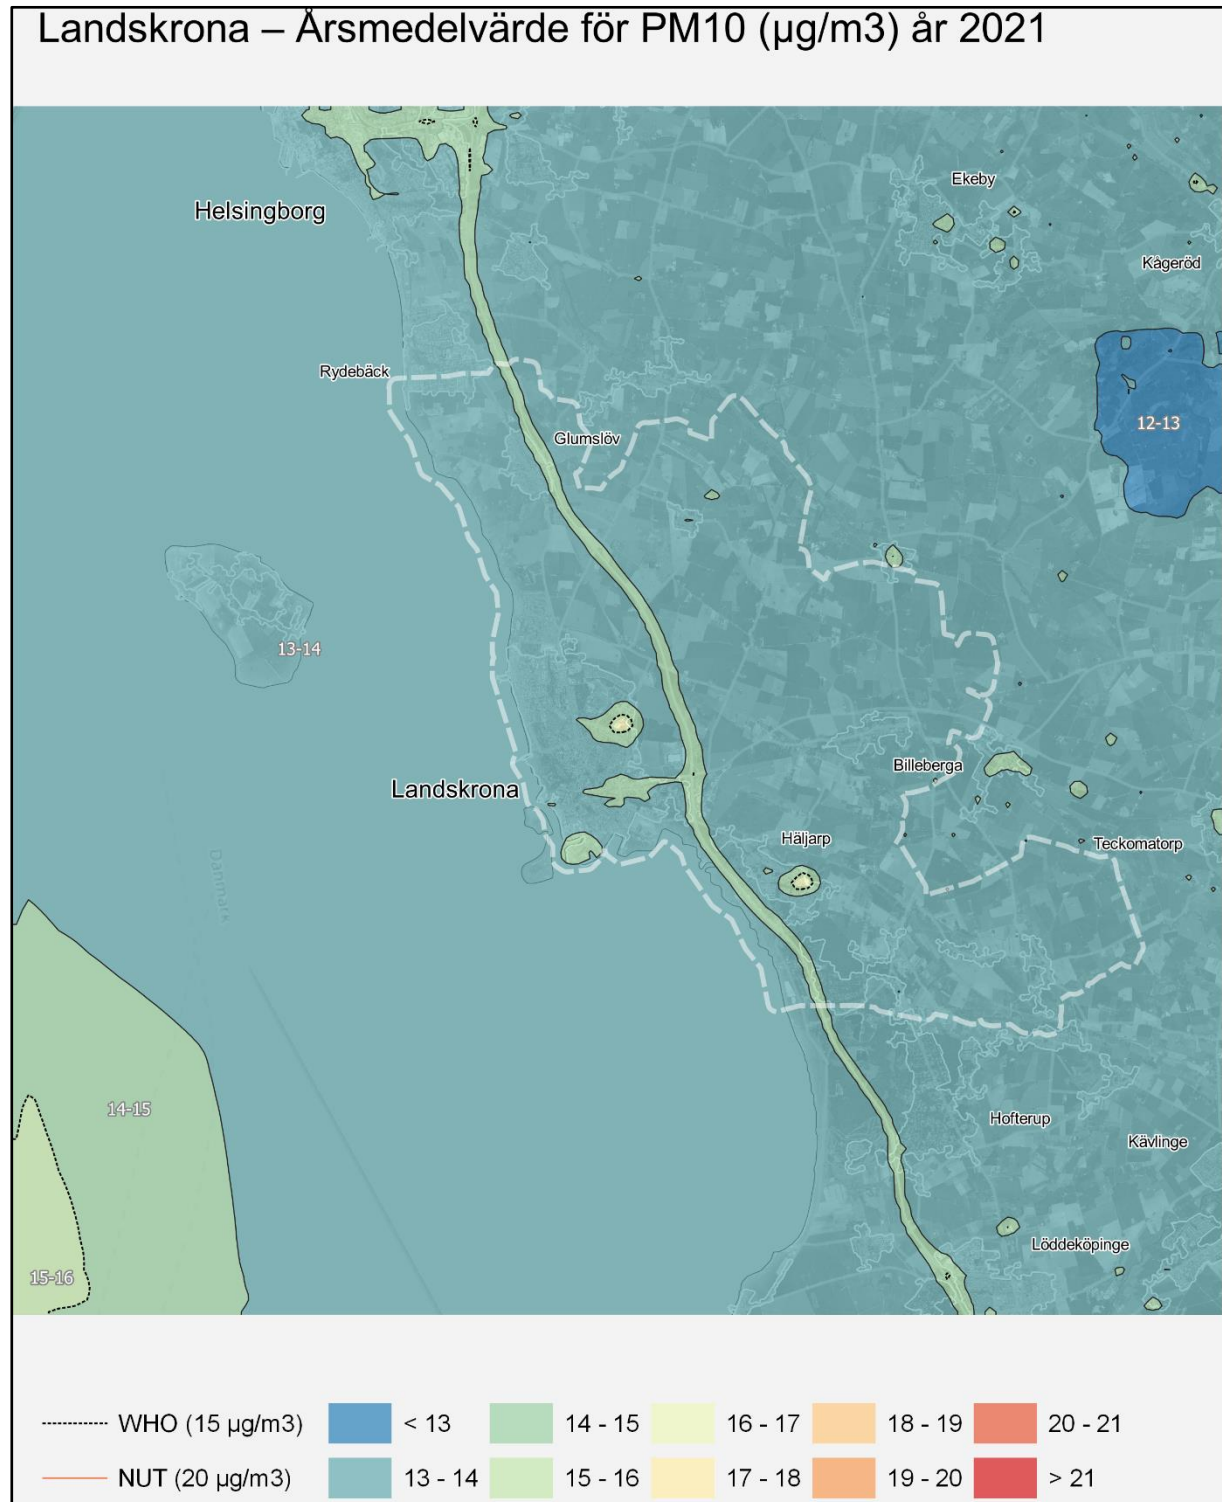 Landskrona – Årsmedelvärde för PM10 (µg/m3) år 2021
Ekeby
Helsingborg
Kågeröd
Rydebäck
12-13
Glumslöv
13-14
Billeberga
Landskrona
Häljarp
Teckomatorp
Danmark
14-15
Hofterup
Kävlinge
Löddeköpinge
15-16
WHO (15 µg/m3)
< 13
14 - 15
16 - 17
18 - 19
20 - 21
NUT (20 µg/m3)
13 - 14
15 - 16
17 - 18
19 - 20
> 21